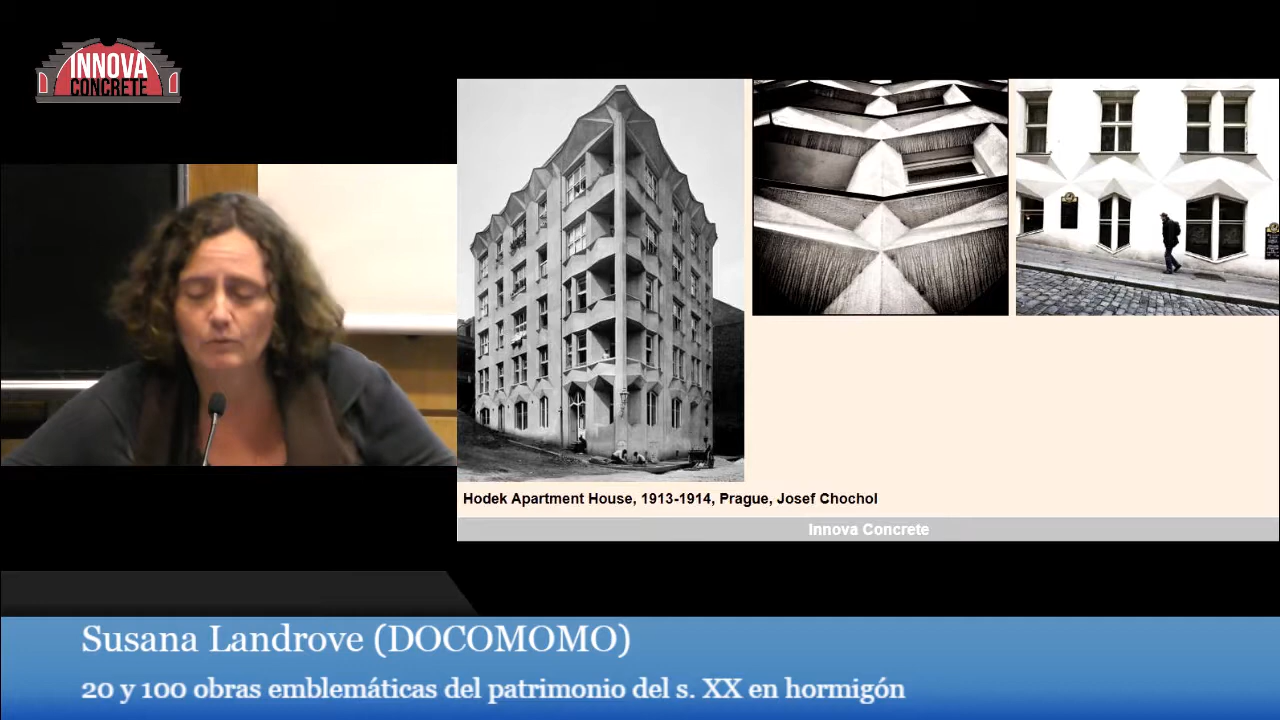 INNOVA
CONCRETE
Hodek Apartment House, 1913-1914, Prague, Josef Chochol
Innova Concrete
Susana Landrove (DOCOMOMO)
20 y 100 obras emblemáticas del patrimonio del s. XX en hormigón